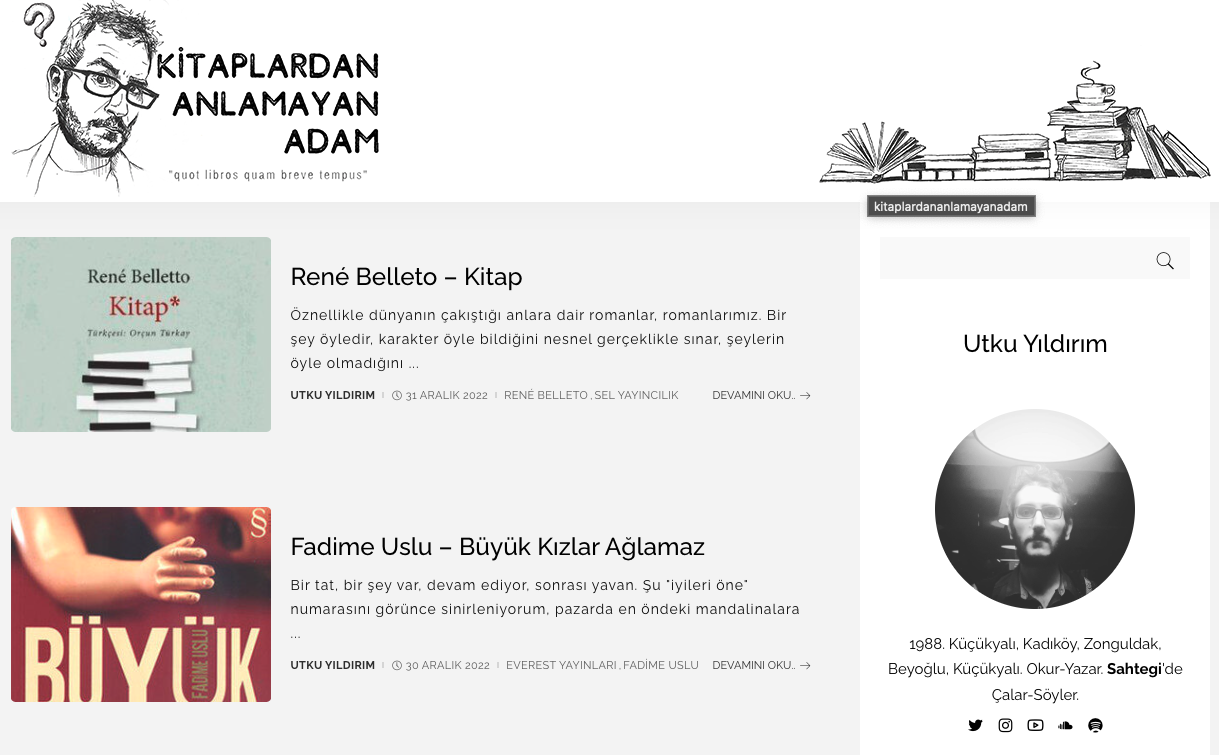 ?
KİTAPLARDAN
ANLAMAYAN
ADAM
"quot libros quam breve tempus"
kitaplardananlamayanadam
René Belletto
Kitap*
Türkçesi: Orçun Türkay
René Belleto – Kitap
Öznellikle dünyanın çakıştığı anlara dair romanlar, romanlarımız. Bir
şey öyledir, karakter öyle bildiğini nesnel gerçeklikle sınar, şeylerin
öyle olmadığını ...
UTKU YILDIRIM 31 ARALIK 2022 RENÉ BELLETO , SEL YAYINCILIK DEVAMINI OKU..
§
BÜYÜK
FADİME USLU
Fadime Uslu – Büyük Kızlar Ağlamaz
Bir tat, bir şey var, devam ediyor, sonrası yavan. Şu "iyileri öne"
numarasını görünce sinirleniyorum, pazarda en öndeki mandalinalara
...
UTKU YILDIRIM 30 ARALIK 2022 EVEREST YAYINLARI , FADİME USLU DEVAMINI OKU..
Utku Yıldırım
1988. Küçükyalı, Kadıköy, Zonguldak,
Beyoğlu, Küçükyalı. Okur-Yazar. Sahtegi'de
Çalar-Söyler.